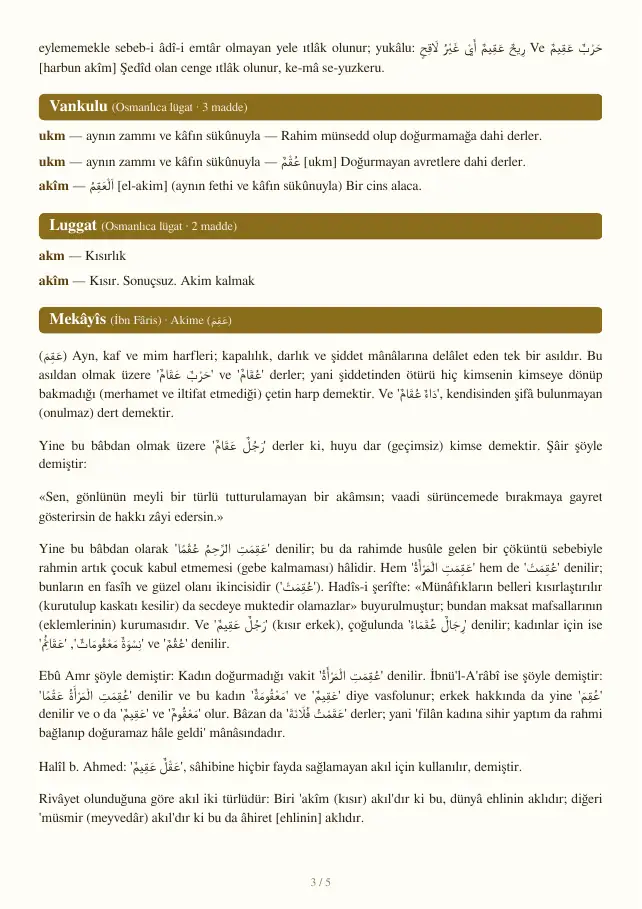 eylememekle sebeb-i âdî-i emtâr olmayan yele ıtlâk olunur; yukâlu: رِيحٌ عَقِيمٌ أَيْ غَيْرُ لَاقِحٍ Ve حَرْبٌ عَقِيمٌ
[harbun akîm] Şedîd olan cenge ıtlâk olunur, ke-mâ se-yuzkeru.
Vankulu (Osmanlıca lügat · 3 madde)
ukm — aynın zammı ve kâfın sükûnuyla — Rahim münsedd olup doğurmamağa dahi derler.
ukm — aynın zammı ve kâfın sükûnuyla — عُقْمٌ [ukm] Doğurmayan avretlere dahi derler.
akîm — اَلْعَقِمُ [el-akim] (aynın fethi ve kâfın sükûnuyla) Bir cins alaca.
Luggat (Osmanlıca lügat · 2 madde)
akm — Kısırlık
akîm — Kısır. Sonuçsuz. Akim kalmak
Mekâyîs (İbn Fâris) · Akime (عَقِمَ)
(عَقِمَ) Ayn, kaf ve mim harfleri; kapalılık, darlık ve şiddet mânâlarına delâlet eden tek bir asıldır. Bu
asıldan olmak üzere 'حَرْبٌ عَقَامٌ' ve 'عُقَامٌ' derler; yani şiddetinden ötürü hiç kimsenin kimseye dönüp
bakmadığı (merhamet ve iltifat etmediği) çetin harp demektir. Ve 'دَاءٌ عُقَامٌ', kendisinden şifâ bulunmayan
(onulmaz) dert demektir.
Yine bu bâbdan olmak üzere 'رَجُلٌ عَقَامٌ' derler ki, huyu dar (geçimsiz) kimse demektir. Şâir şöyle
demiştir:
«Sen, gönlünün meyli bir türlü tutturulamayan bir akâmsın; vaadi sürüncemede bırakmaya gayret
gösterirsin de hakkı zâyi edersin.»
Yine bu bâbdan olarak 'عَقِمَتِ الرَّحِمُ عُقْمًا' denilir; bu da rahimde husûle gelen bir çöküntü sebebiyle
rahmin artık çocuk kabul etmemesi (gebe kalmaması) hâlidir. Hem 'عَقِمَتِ الْمَرْأَةُ' hem de 'عُقِمَتْ' denilir;
bunların en fasîh ve güzel olanı ikincisidir ('عُقِمَتْ'). Hadîs-i şerîfte: «Münâfıkların belleri kısırlaştırılır
(kurutulup kaskatı kesilir) da secdeye muktedir olamazlar» buyurulmuştur; bundan maksat mafsallarının
(eklemlerinin) kurumasıdır. Ve 'رَجُلٌ عَقِيمٌ' (kısır erkek), çoğulunda 'رِجَالٌ عُقَمَاءُ' denilir; kadınlar için ise
'نِسْوَةٌ مَعْقُومَاتٌ', 'عَقَائِمُ' ve 'عُقُمٌ' denilir.
Ebû Amr şöyle demiştir: Kadın doğurmadığı vakit 'عُقِمَتِ الْمَرْأَةُ' denilir. İbnü'l-A'râbî ise şöyle demiştir:
'عُقِمَتِ الْمَرْأَةُ عَقْمًا' denilir ve bu kadın 'مَعْقُومَةٌ' ve 'عَقِيمٌ' diye vasfolunur; erkek hakkında da yine 'عُقِمَ'
denilir ve o da 'عَقِيمٌ' ve 'مَعْقُومٌ' olur. Bâzan da 'عَقَمْتُ فُلَانَةَ' derler; yani 'filân kadına sihir yaptım da rahmi
bağlanıp doğuramaz hâle geldi' mânâsındadır.
Halîl b. Ahmed: 'عَقْلٌ عَقِيمٌ', sâhibine hiçbir fayda sağlamayan akıl için kullanılır, demiştir.
Rivâyet olunduğuna göre akıl iki türlüdür: Biri 'akîm (kısır) akıl'dır ki bu, dünyâ ehlinin aklıdır; diğeri
'müsmir (meyvedâr) akıl'dır ki bu da âhiret [ehlinin] aklıdır.
3 / 5